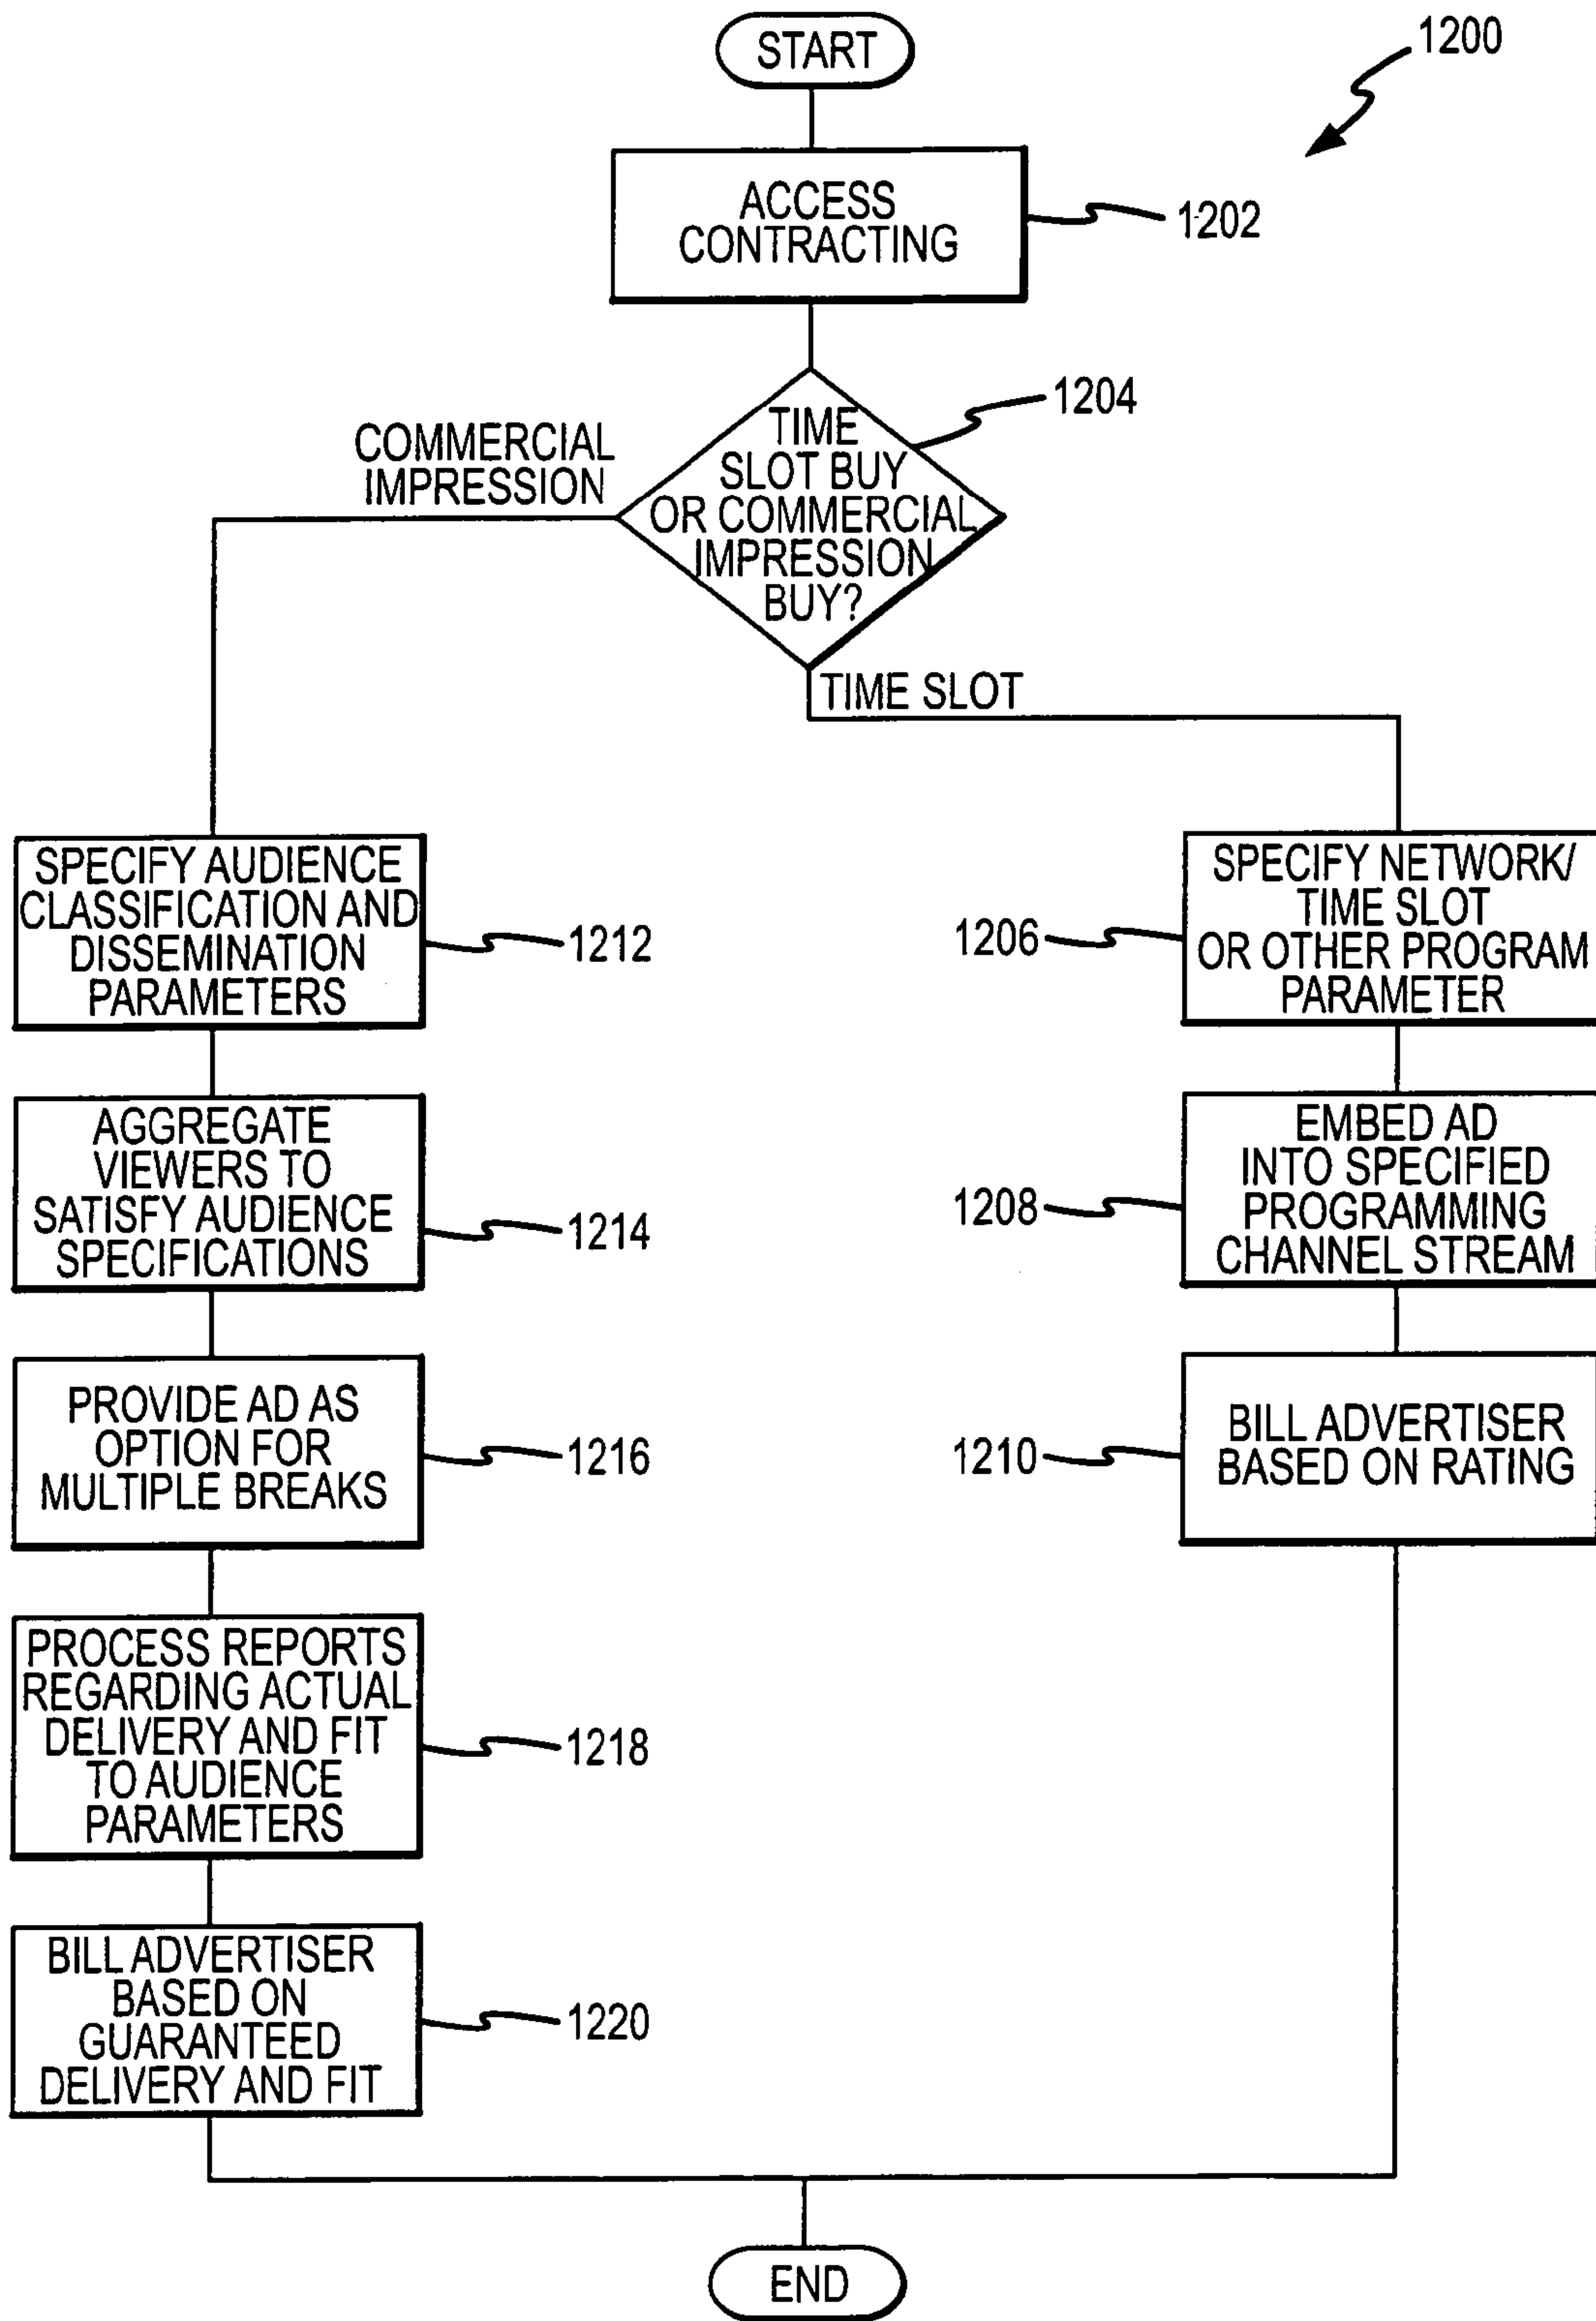 START
1200
ACCESS
CONTRACTING
1202
TIME
SLOT BUY
OR COMMERCIAL
IMPRESSION
BUY?
1204
COMMERCIAL
IMPRESSION
TIME SLOT
SPECIFY AUDIENCE
CLASSIFICATION AND
DISSEMINATION
PARAMETERS
1212
AGGREGATE
VIEWERS TO
SATISFY AUDIENCE
SPECIFICATIONS
1214
PROVIDE AD AS
OPTION FOR
MULTIPLE BREAKS
1216
PROCESS REPORTS
REGARDING ACTUAL
DELIVERY AND FIT
TO AUDIENCE
PARAMETERS
1218
BILL ADVERTISER
BASED ON
GUARANTEED
DELIVERY AND FIT
1220
SPECIFY NETWORK/
TIME SLOT
OR OTHER PROGRAM
PARAMETER
1206
EMBED AD
INTO SPECIFIED
PROGRAMMING
CHANNEL STREAM
1208
BILL ADVERTISER
BASED ON RATING
1210
END